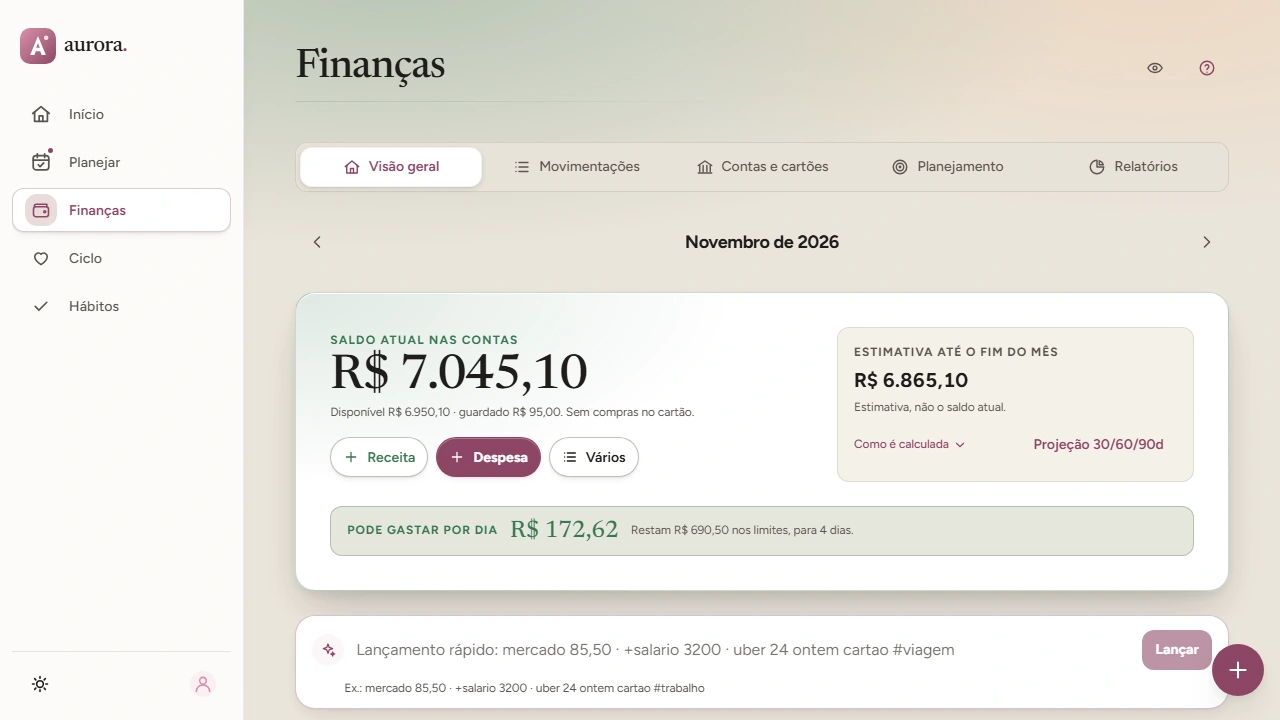 aurora.
Início
Planejar
Finanças
Ciclo
Hábitos
Finanças
Visão geral
Movimentações
Contas e cartões
Planejamento
Relatórios
Novembro de 2026
SALDO ATUAL NAS CONTAS
R$ 7.045,10
Disponível R$ 6.950,10 · guardado R$ 95,00. Sem compras no cartão.
Receita
Despesa
Vários
ESTIMATIVA ATÉ O FIM DO MÊS
R$ 6.865,10
Estimativa, não o saldo atual.
Como é calculada
Projeção 30/60/90d
PODE GASTAR POR DIA R$ 172,62 Restam R$ 690,50 nos limites, para 4 dias.
Lançamento rápido: mercado 85,50 · +salario 3200 · uber 24 ontem cartao #viagem
Lançar
Ex.: mercado 85,50 · +salario 3200 · uber 24 ontem cartao #trabalho